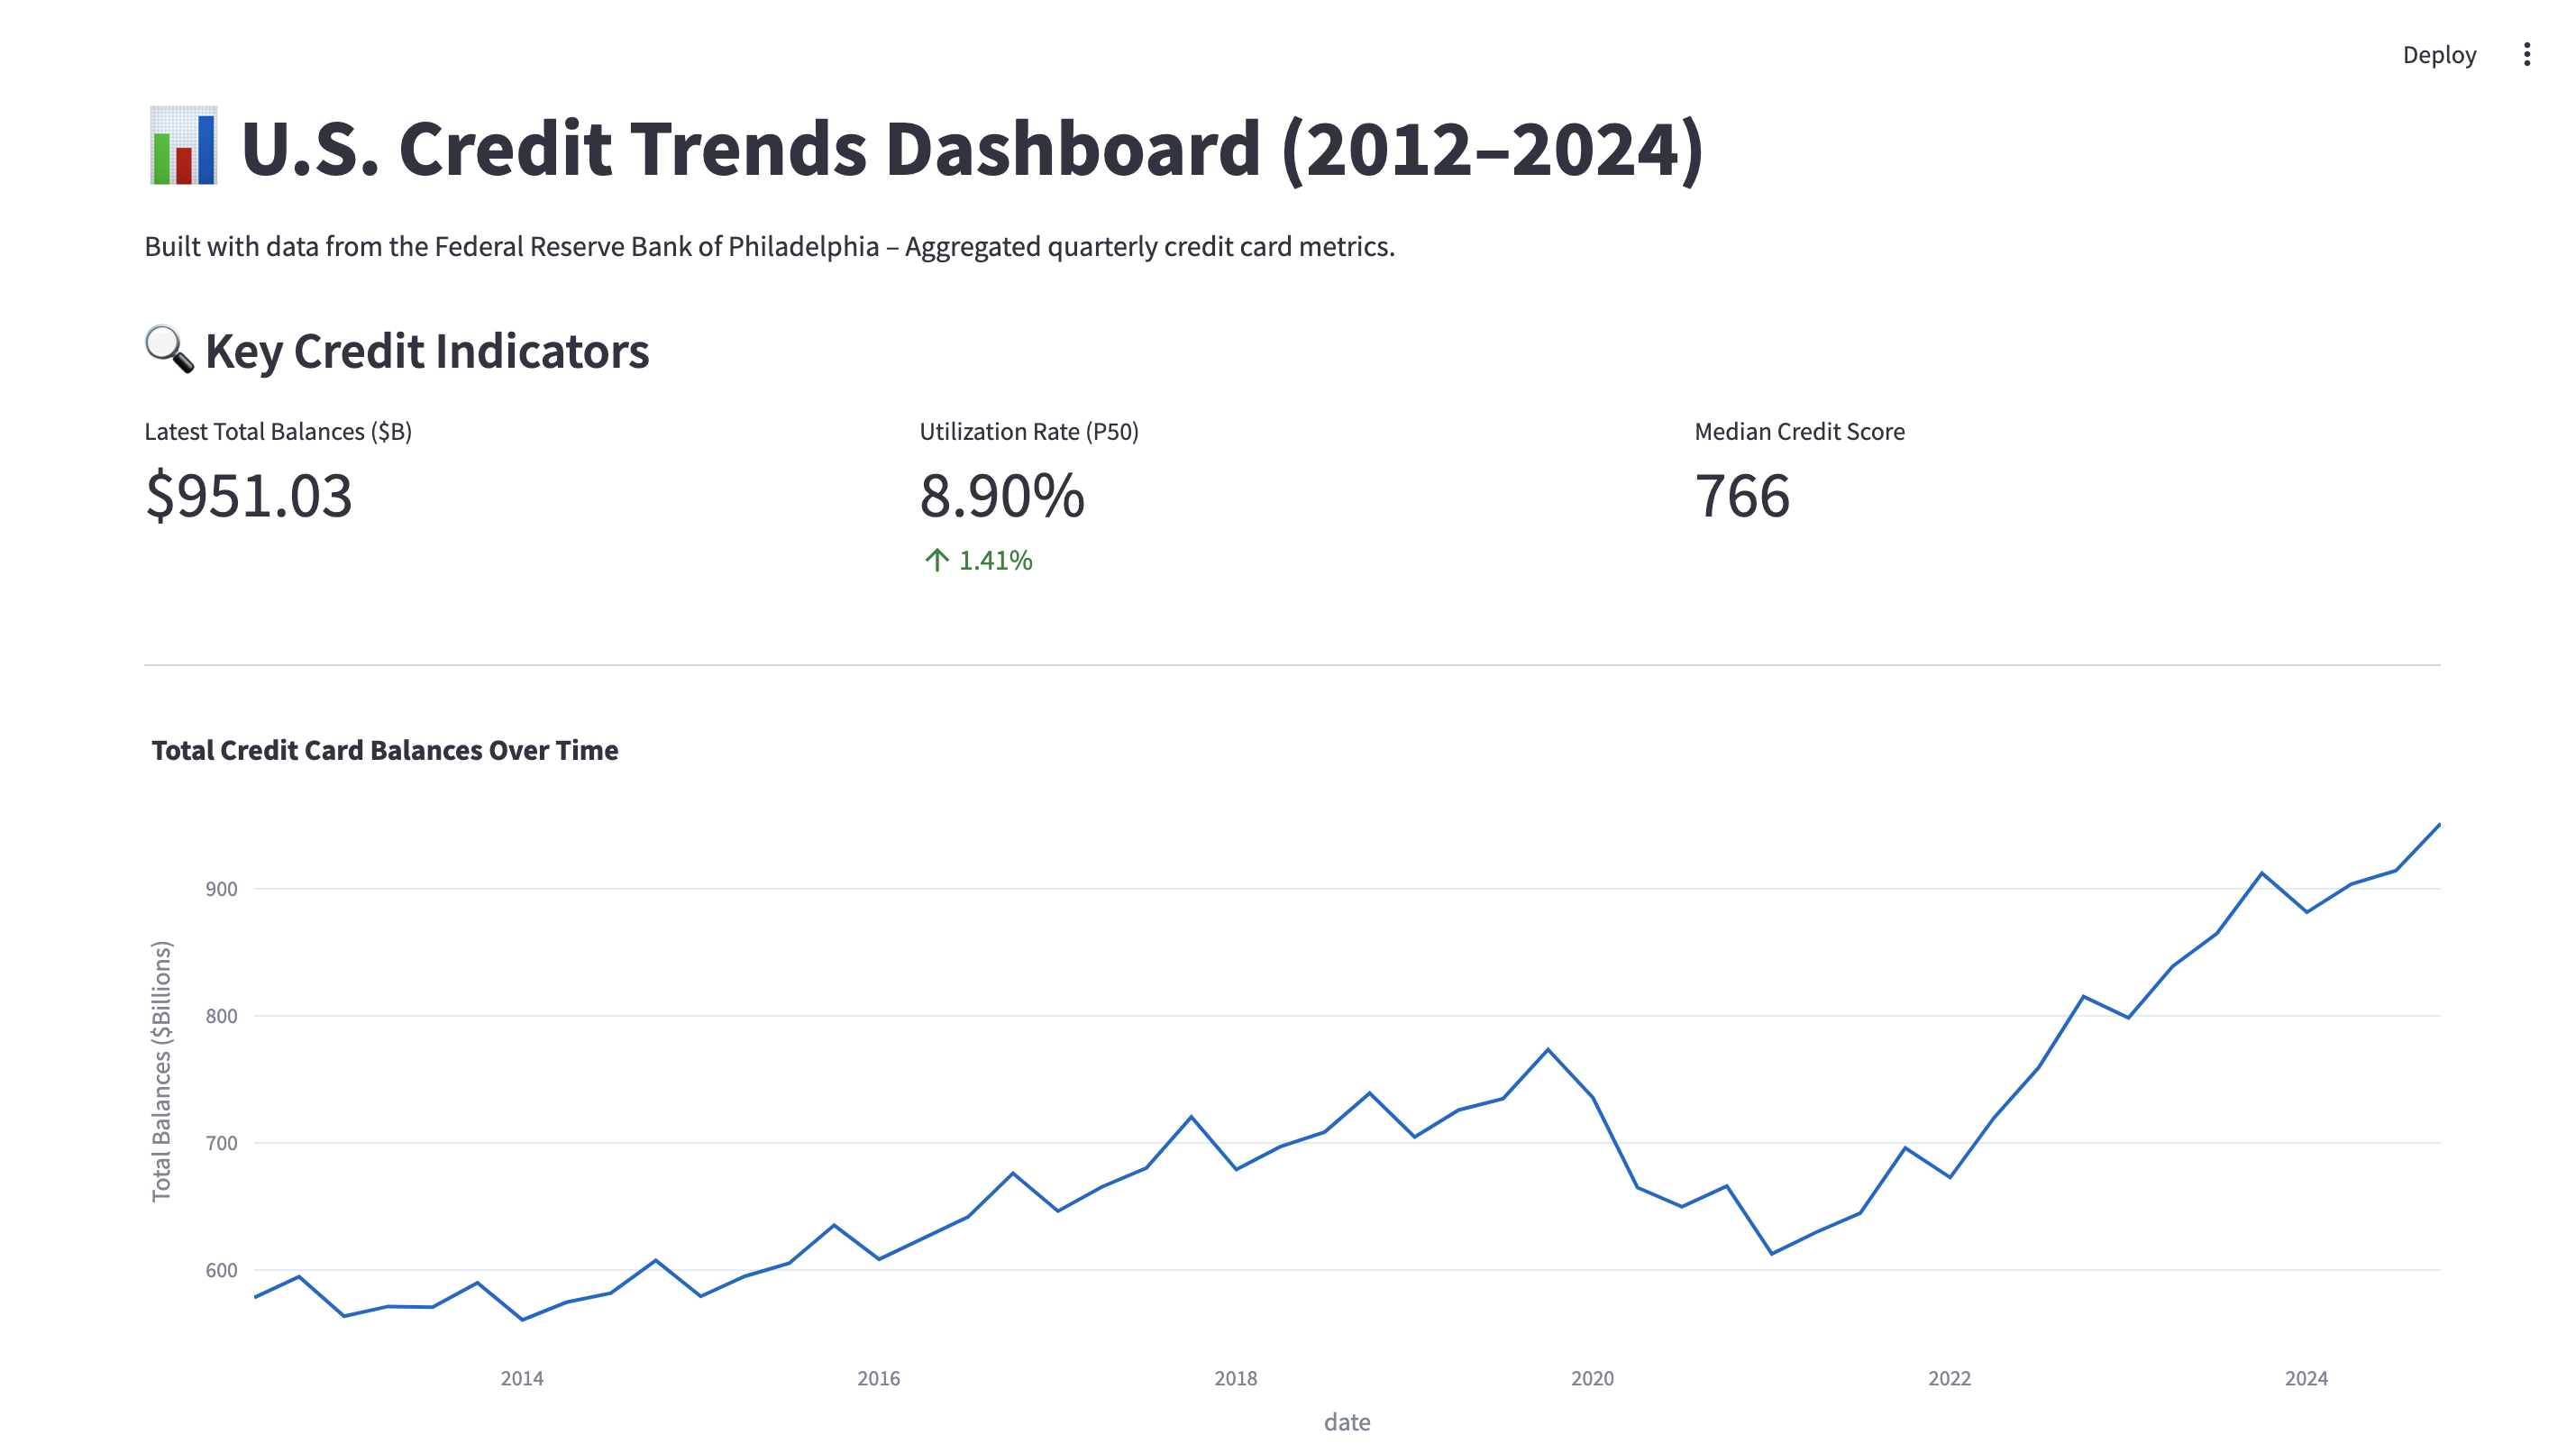 Deploy
U.S. Credit Trends Dashboard (2012–2024)
Built with data from the Federal Reserve Bank of Philadelphia – Aggregated quarterly credit card metrics.
Key Credit Indicators
Latest Total Balances ($B)
$951.03
Utilization Rate (P50)
8.90%
↑ 1.41%
Median Credit Score
766
Total Credit Card Balances Over Time
Total Balances ($Billions)
900
800
700
600
2014
2016
2018
2020
2022
2024
date